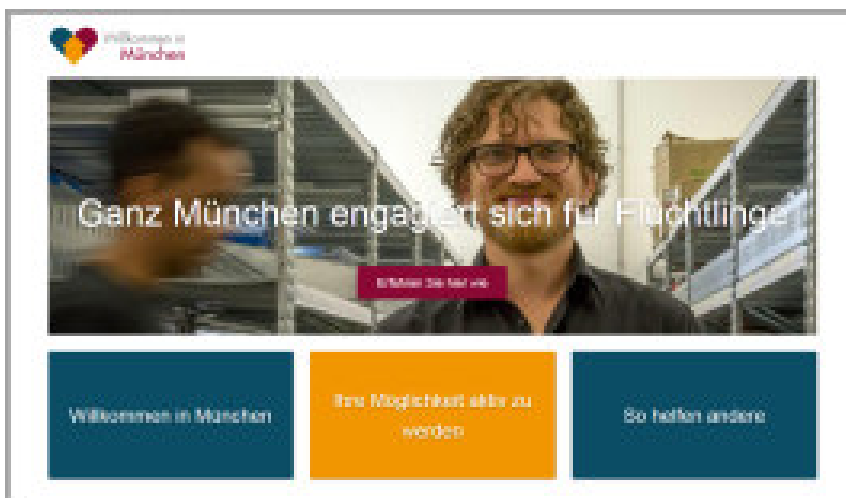 Willkommen in
München
Ganz München engagiert sich für Flüchtlinge
Erfahren Sie hier wie
Willkommen in München
Ihre Möglichkeit aktiv zu
werden
So helfen andere